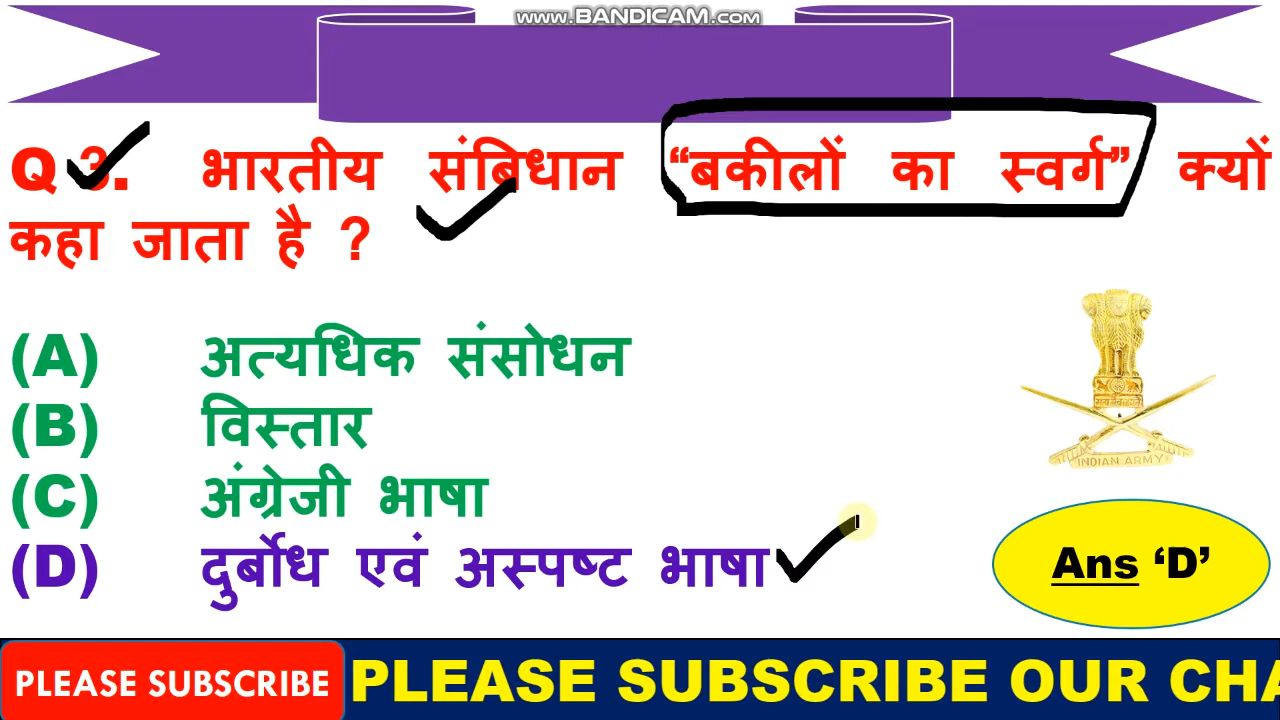 www.BANDICAM.com
Q 3. भारतीय संबिधान “बकीलों का स्वर्ग” क्यों
कहा जाता है ?
(A) अत्यधिक संसोधन
(B) विस्तार
(C) अंग्रेजी भाषा
(D) दुर्बोध एवं अस्पष्ट भाषा
INDIAN ARMY
Ans ‘D’
PLEASE SUBSCRIBE
PLEASE SUBSCRIBE OUR CHA